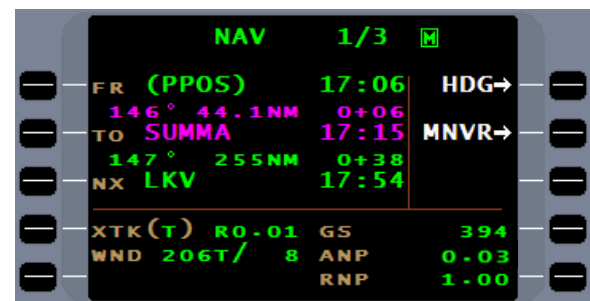 NAV 1/3 M
FR (PPOS) 17:06 HDG→
146° 44.1NM 0+06
TO SUMMA 17:15 MNVR→
147° 255NM 0+38
NX LKV 17:54
XTK(T) R0.01 GS 394
WND 206T/ 8 ANP 0.03
RNP 1.00